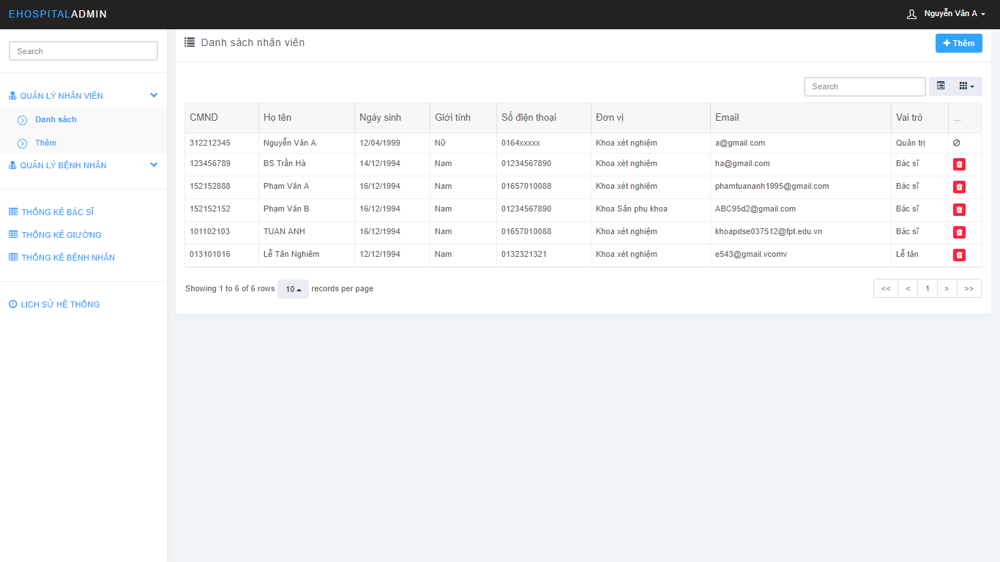 EHOSPITALADMIN
Nguyễn Văn A
Search
QUẢN LÝ NHÂN VIÊN
Danh sách
Thêm
QUẢN LÝ BỆNH NHÂN
THỐNG KÊ BÁC SĨ
THỐNG KÊ GIƯỜNG
THỐNG KÊ BỆNH NHÂN
LỊCH SỬ HỆ THỐNG
Danh sách nhân viên
Thêm
Search
CMND Họ tên Ngày sinh Giới tính Số điện thoại Đơn vị Email Vai trò ...
312212345 Nguyễn Văn A 12/04/1999 Nữ 0164xxxxx Khoa xét nghiệm a@gmail.com Quản trị
123456789 BS Trần Hà 14/12/1994 Nam 01234567890 Khoa xét nghiệm ha@gmail.com Bác sĩ
152152888 Phạm Văn A 16/12/1994 Nam 01657010088 Khoa xét nghiệm phamtuananh1995@gmail.com Bác sĩ
152152152 Phạm Văn B 16/12/1994 Nam 01234567890 Khoa Sản phụ khoa ABC95d2@gmail.com Bác sĩ
101102103 TUAN ANH 16/12/1994 Nam 01657010088 Khoa xét nghiệm khoapdse037512@fpt.edu.vn Bác sĩ
013101016 Lễ Tân Nghiêm 12/12/1994 Nam 0132321321 Khoa xét nghiệm e543@gmail.vcomv Lễ tân
Showing 1 to 6 of 6 rows 10 records per page
<< < 1 > >>